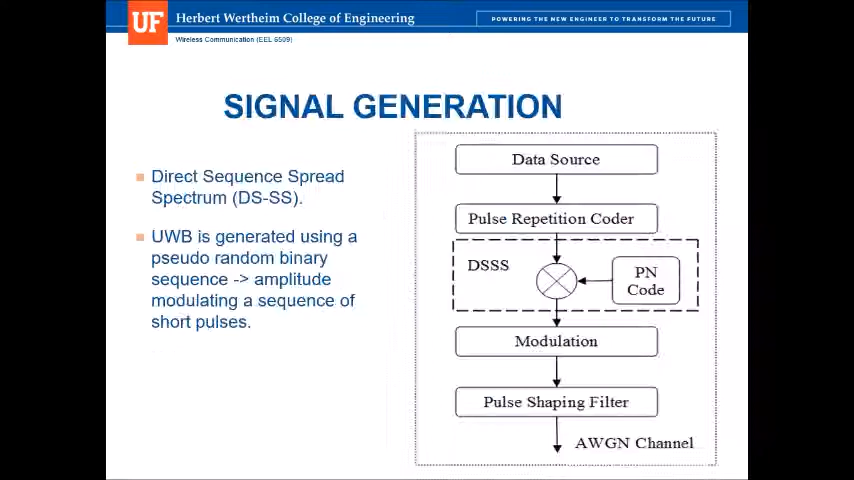 UF
Herbert Wertheim College of Engineering
POWERING THE NEW ENGINEER TO TRANSFORM THE FUTURE
Wireless Communication (EEL 6509)
SIGNAL GENERATION
Direct Sequence Spread
Spectrum (DS-SS).
UWB is generated using a
pseudo random binary
sequence -> amplitude
modulating a sequence of
short pulses.
Data Source
Pulse Repetition Coder
DSSS
PN
Code
Modulation
Pulse Shaping Filter
AWGN Channel